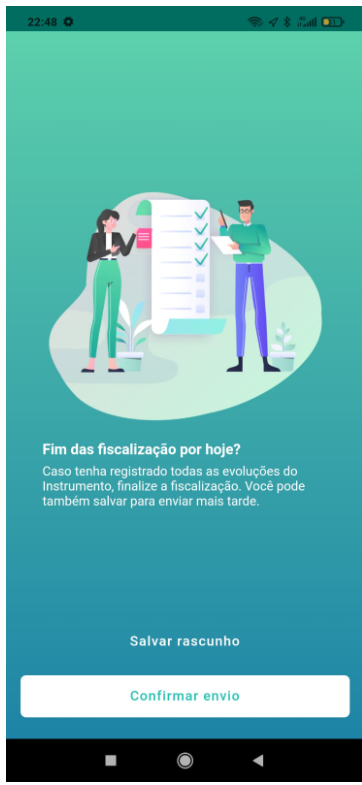 22:48
Fim das fiscalização por hoje?
Caso tenha registrado todas as evoluções do
Instrumento, finalize a fiscalização. Você pode
também salvar para enviar mais tarde.
Salvar rascunho
Confirmar envio